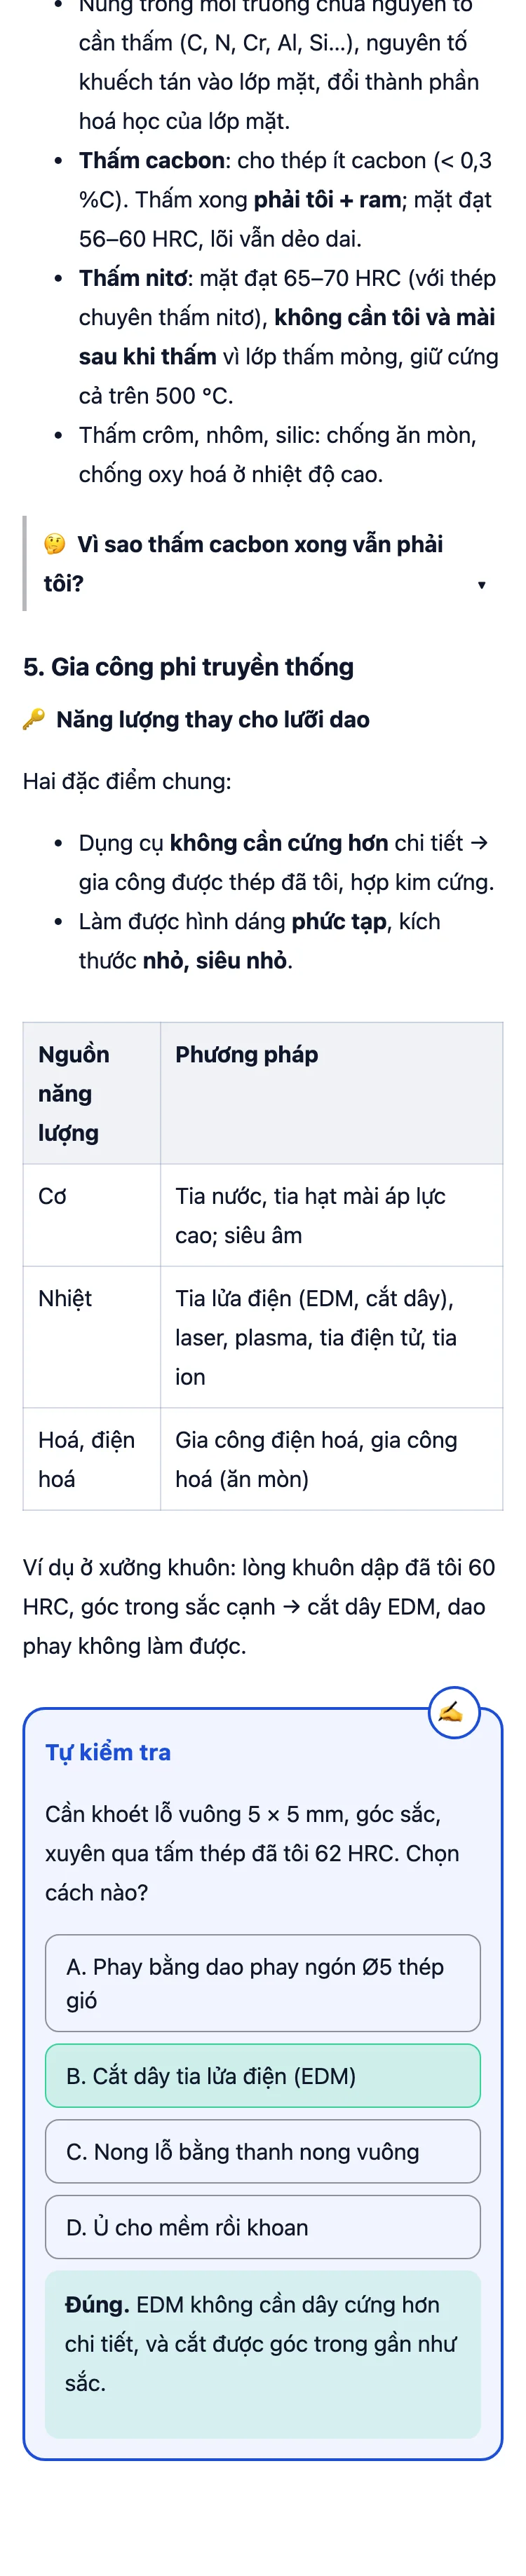 Nung trong môi trường chứa nguyên tố
cần thấm (C, N, Cr, Al, Si...), nguyên tố
khuếch tán vào lớp mặt, đổi thành phần
hoá học của lớp mặt.
Thấm cacbon: cho thép ít cacbon (< 0,3
%C). Thấm xong phải tôi + ram; mặt đạt
56–60 HRC, lõi vẫn dẻo dai.
Thấm nitơ: mặt đạt 65–70 HRC (với thép
chuyên thấm nitơ), không cần tôi và mài
sau khi thấm vì lớp thấm mỏng, giữ cứng
cả trên 500 °C.
Thấm crôm, nhôm, silic: chống ăn mòn,
chống oxy hoá ở nhiệt độ cao.
🤔 Vì sao thấm cacbon xong vẫn phải
tôi? ▼
5. Gia công phi truyền thống
🔑 Năng lượng thay cho lưỡi dao
Hai đặc điểm chung:
Dụng cụ không cần cứng hơn chi tiết →
gia công được thép đã tôi, hợp kim cứng.
Làm được hình dáng phức tạp, kích
thước nhỏ, siêu nhỏ.
Nguồn
năng
lượng
Phương pháp
Cơ
Tia nước, tia hạt mài áp lực
cao; siêu âm
Nhiệt
Tia lửa điện (EDM, cắt dây),
laser, plasma, tia điện tử, tia
ion
Hoá, điện
hoá
Gia công điện hoá, gia công
hoá (ăn mòn)
Ví dụ ở xưởng khuôn: lòng khuôn dập đã tôi 60
HRC, góc trong sắc cạnh → cắt dây EDM, dao
phay không làm được.
✍️
Tự kiểm tra
Cần khoét lỗ vuông 5 × 5 mm, góc sắc,
xuyên qua tấm thép đã tôi 62 HRC. Chọn
cách nào?
A. Phay bằng dao phay ngón Ø5 thép
gió
B. Cắt dây tia lửa điện (EDM)
C. Nong lỗ bằng thanh nong vuông
D. Ủ cho mềm rồi khoan
Đúng. EDM không cần dây cứng hơn
chi tiết, và cắt được góc trong gần như
sắc.